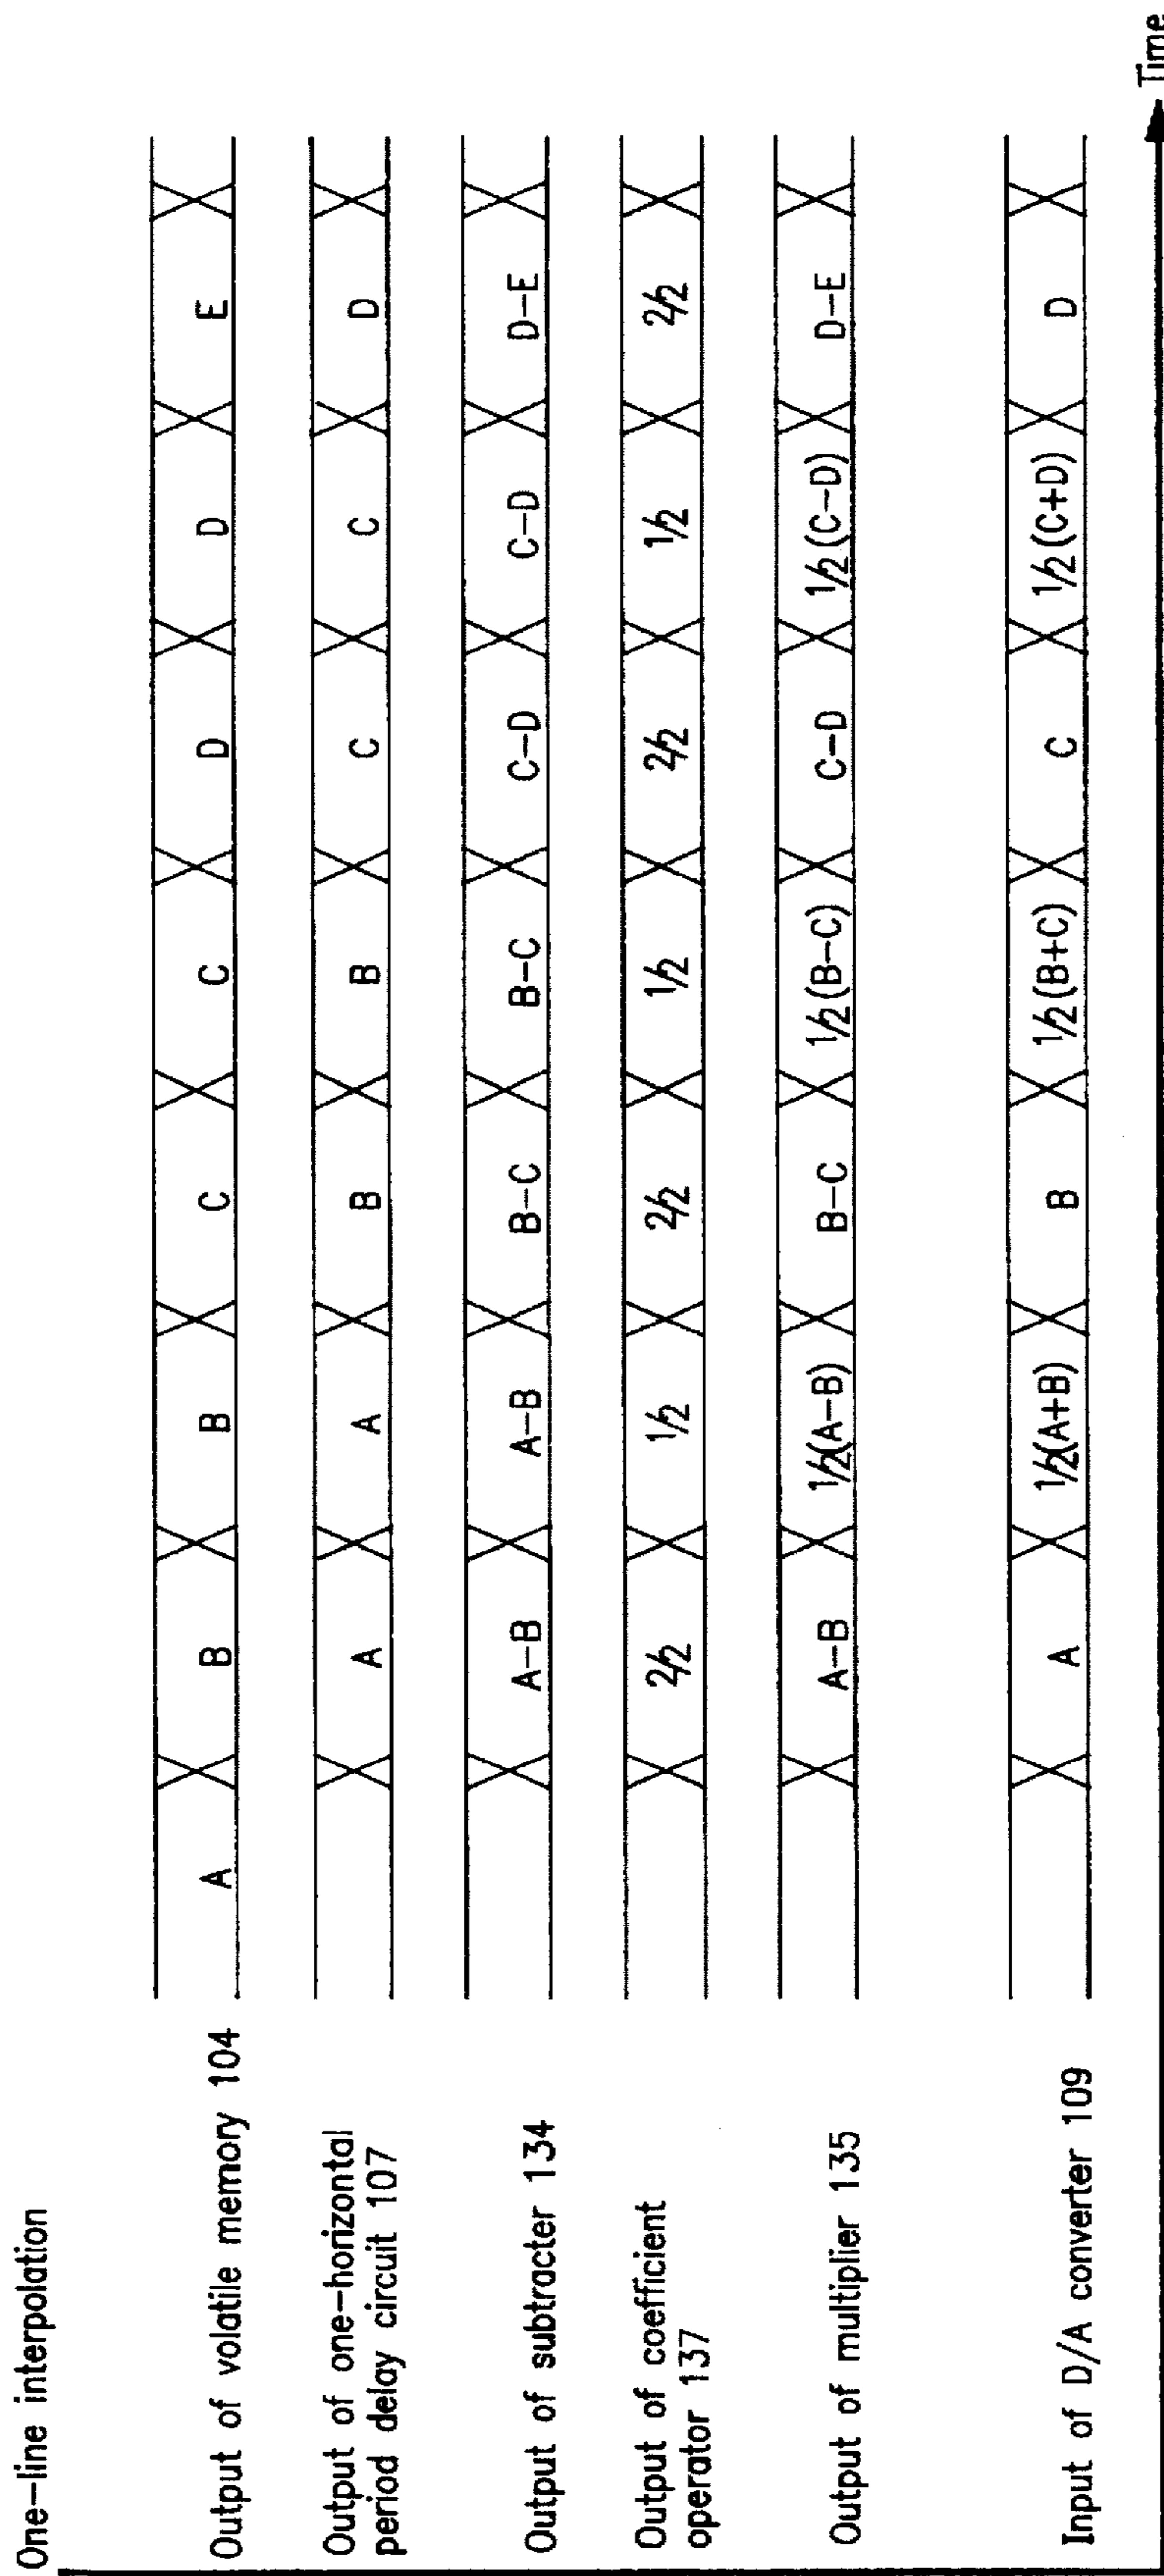 One-line interpolation
Output of volatile memory 104
A B B C C D D E
Output of one-horizontal
period delay circuit 107
A A B B C C D
Output of subtracter 134
A-B A-B B-C B-C C-D C-D D-E
Output of coefficient
operator 137
2/2 1/2 2/2 1/2 2/2 1/2 2/2
Output of multiplier 135
A-B 1/2(A-B) B-C 1/2(B-C) C-D 1/2(C-D) D-E
Input of D/A converter 109
A 1/2(A+B) B 1/2(B+C) C 1/2(C+D) D
Time